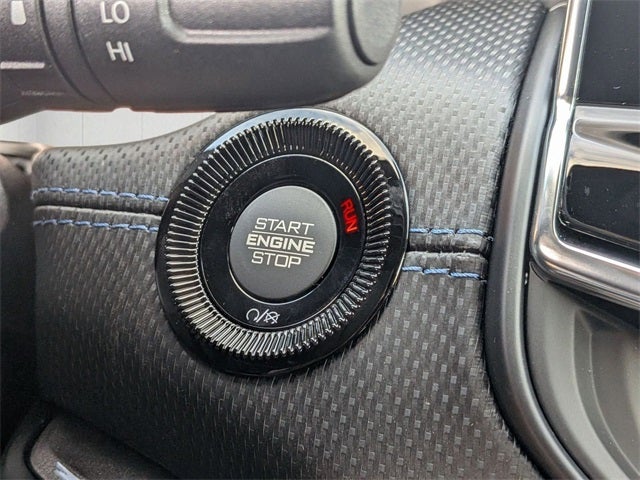 LO
HI
START
ENGINE
STOP
RUN